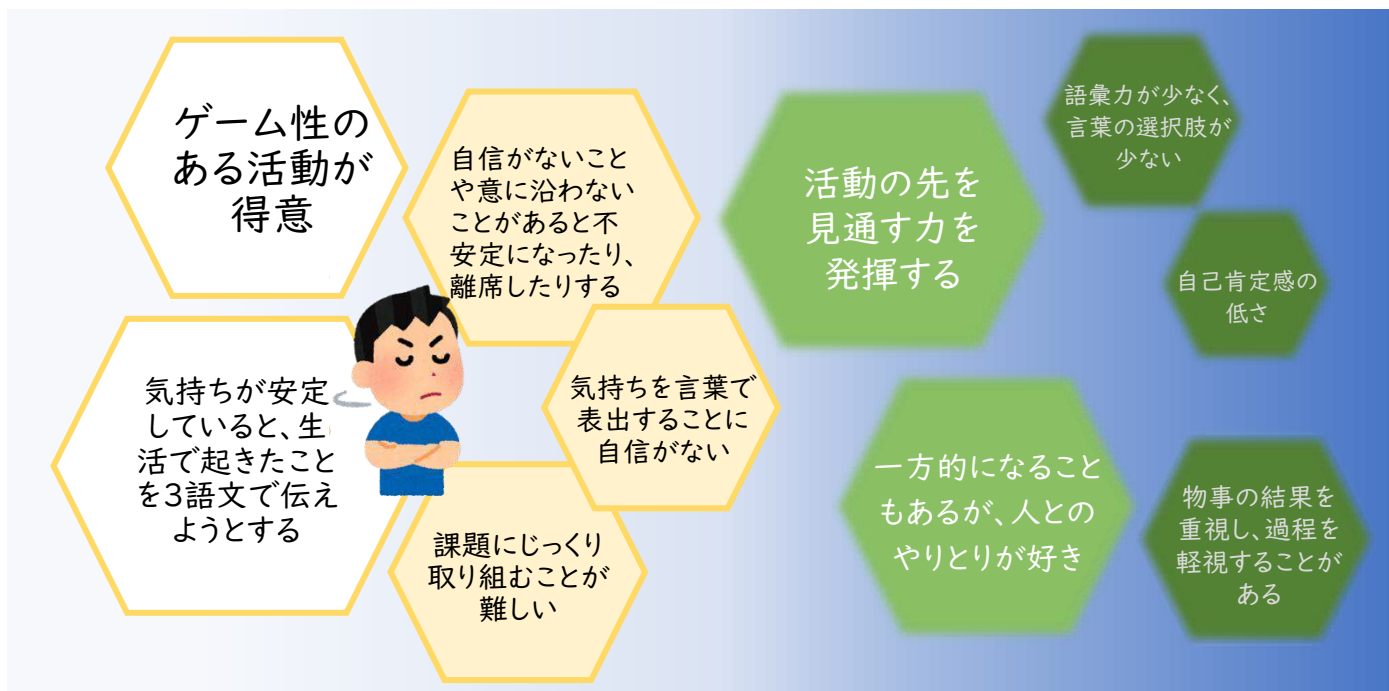 ゲーム性の
ある活動が
得意
自信がないこと
や意に沿わない
ことがあると不
安定になったり、
離席したりする
気持ちが安定
していると、生
活で起きたこと
を3語文で伝え
ようとする
気持ちを言葉で
表出することに
自信がない
課題にじっくり
取り組むことが
難しい
活動の先を
見通す力を
発揮する
一方的になること
もあるが、人との
やりとりが好き
語彙力が少なく、
言葉の選択肢が
少ない
自己肯定感の
低さ
物事の結果を
重視し、過程を
軽視することが
ある